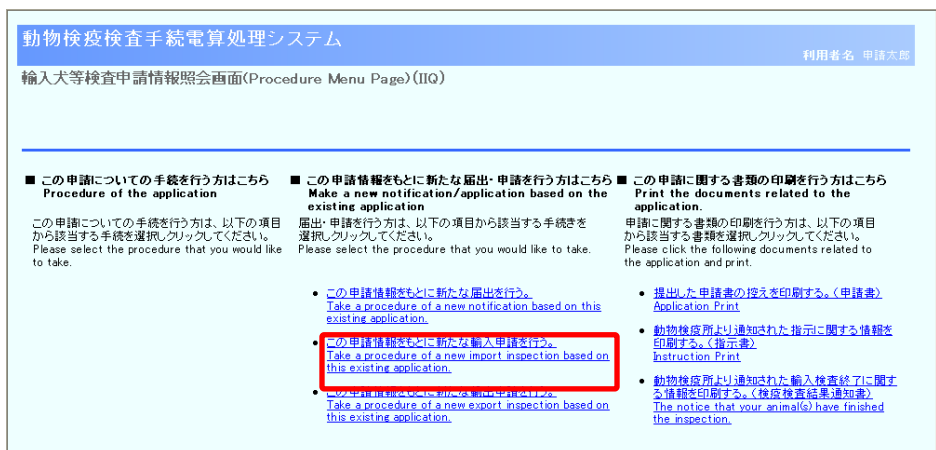 動物検疫検査手続電算処理システム
利用者名 申請太郎
輸入犬等検査申請情報照会画面(Procedure Menu Page)(IIQ)
■ この申請についての手続を行う方はこちら
Procedure of the application
この申請についての手続を行う方は、以下の項目
から該当する手続を選択しクリックしてください。
Please select the procedure that you would like
to take.
■ この申請情報をもとに新たな届出・申請を行う方はこちら
Make a new notification/application based on the
existing application
届出・申請を行う方は、以下の項目から該当する手続きを
選択しクリックしてください。
Please select the procedure that you would like to take.
• この申請情報をもとに新たな届出を行う。
Take a procedure of a new notification based on this
existing application.
• この申請情報をもとに新たな輸入申請を行う。
Take a procedure of a new import inspection based on
this existing application.
• この申請情報をもとに新たな輸出申請を行う。
Take a procedure of a new export inspection based on
this existing application.
■ この申請に関する書類の印刷を行う方はこちら
Print the documents related to the
application.
申請に関する書類の印刷を行う方は、以下の項目
から該当する書類を選択し、クリックしてください。
Please click the following documents related to
the application and print.
• 提出した申請書の控えを印刷する。(申請書)
Application Print
• 動物検疫所より通知された指示に関する情報を
印刷する。(指示書)
Instruction Print
• 動物検疫所より通知された輸入検査終了に関す
る情報を印刷する。(検疫検査結果通知書)
The notice that your animal(s) have finished
the inspection.